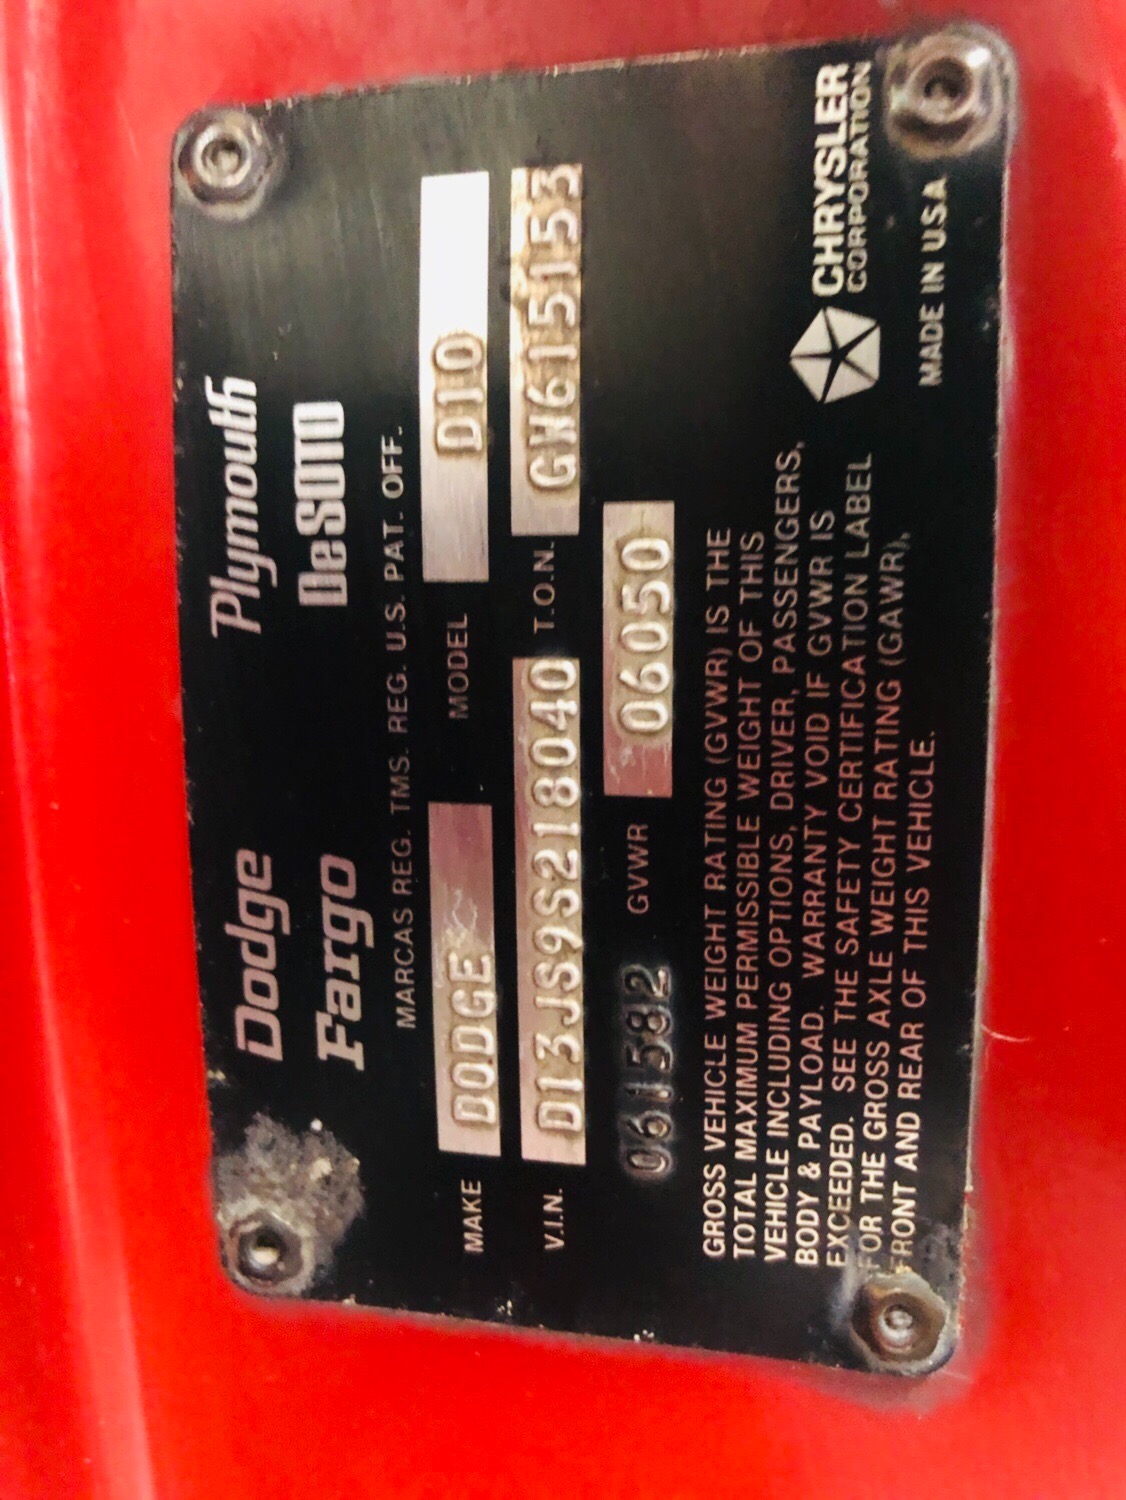 Dodge Plymouth
Fargo DeSoto
MARCAS REG. TMS. REG. U.S. PAT. OFF.
MAKE DODGE MODEL D10
V.I.N. D13JS9S218040 T.O.N. GW615153
061582 GVWR 06050
GROSS VEHICLE WEIGHT RATING (GVWR) IS THE
TOTAL MAXIMUM PERMISSIBLE WEIGHT OF THIS
VEHICLE INCLUDING OPTIONS, DRIVER, PASSENGERS,
BODY & PAYLOAD. WARRANTY VOID IF GVWR IS
EXCEEDED. SEE THE SAFETY CERTIFICATION LABEL
FOR THE GROSS AXLE WEIGHT RATING (GAWR),
FRONT AND REAR OF THIS VEHICLE.
CHRYSLER
CORPORATION
MADE IN U.S.A